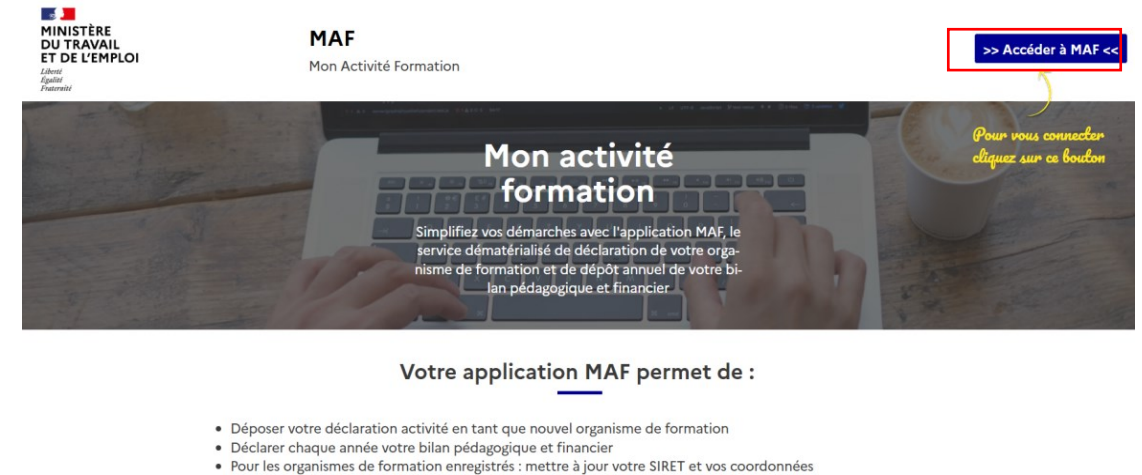 MINISTÈRE
DU TRAVAIL
ET DE L'EMPLOI
Liberté
Égalité
Fraternité
MAF
Mon Activité Formation
>> Accéder à MAF <<
Pour vous connecter
cliquez sur ce bouton
Mon activité
formation
Simplifiez vos démarches avec l'application MAF, le
service dématérialisé de déclaration de votre orga-
nisme de formation et de dépôt annuel de votre bi-
lan pédagogique et financier
Votre application MAF permet de :
• Déposer votre déclaration activité en tant que nouvel organisme de formation
• Déclarer chaque année votre bilan pédagogique et financier
• Pour les organismes de formation enregistrés : mettre à jour votre SIRET et vos coordonnées